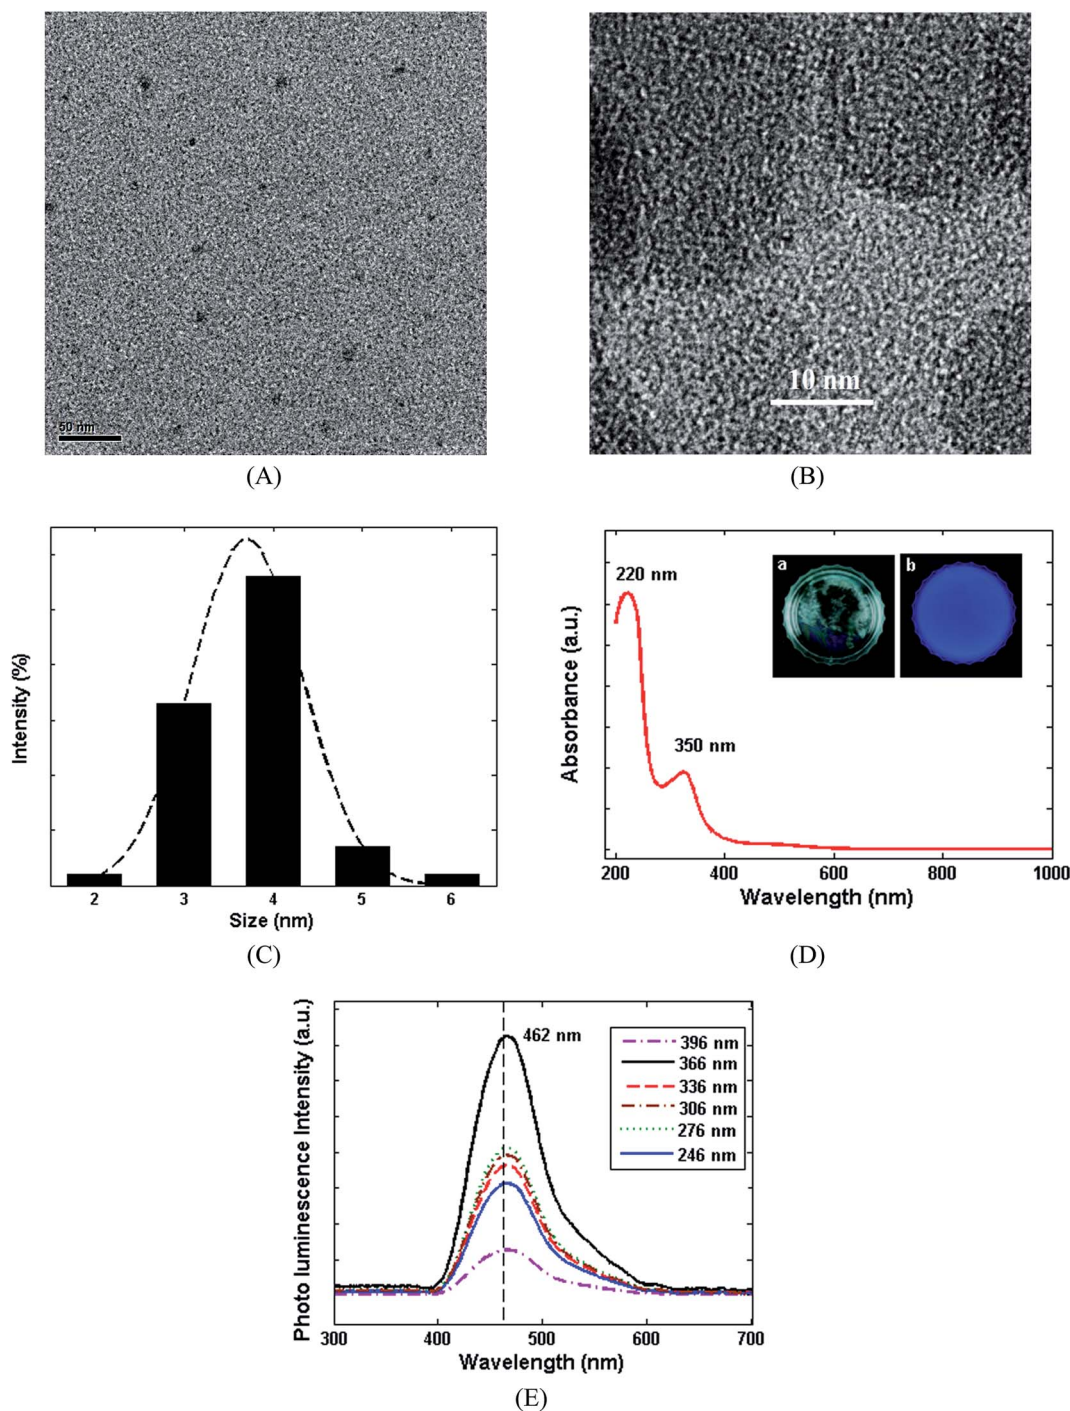 50 nm
10 nm
(A)
(B)
Intensity (%)
2 3 4 5 6
Size (nm)
(C)
Absorbance (a.u.)
220 nm
350 nm
a
b
200 400 600 800 1000
Wavelength (nm)
(D)
Photo luminescence Intensity (a.u.)
462 nm
396 nm
366 nm
336 nm
306 nm
276 nm
246 nm
300 400 500 600 700
Wavelength (nm)
(E)